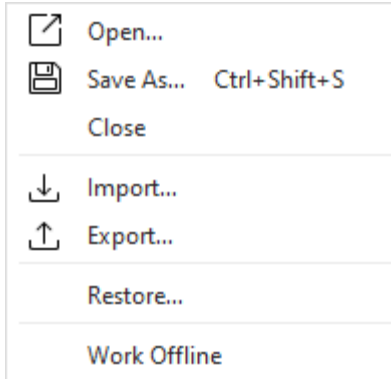 Open...
Save As... Ctrl+Shift+S
Close
Import...
Export...
Restore...
Work Offline